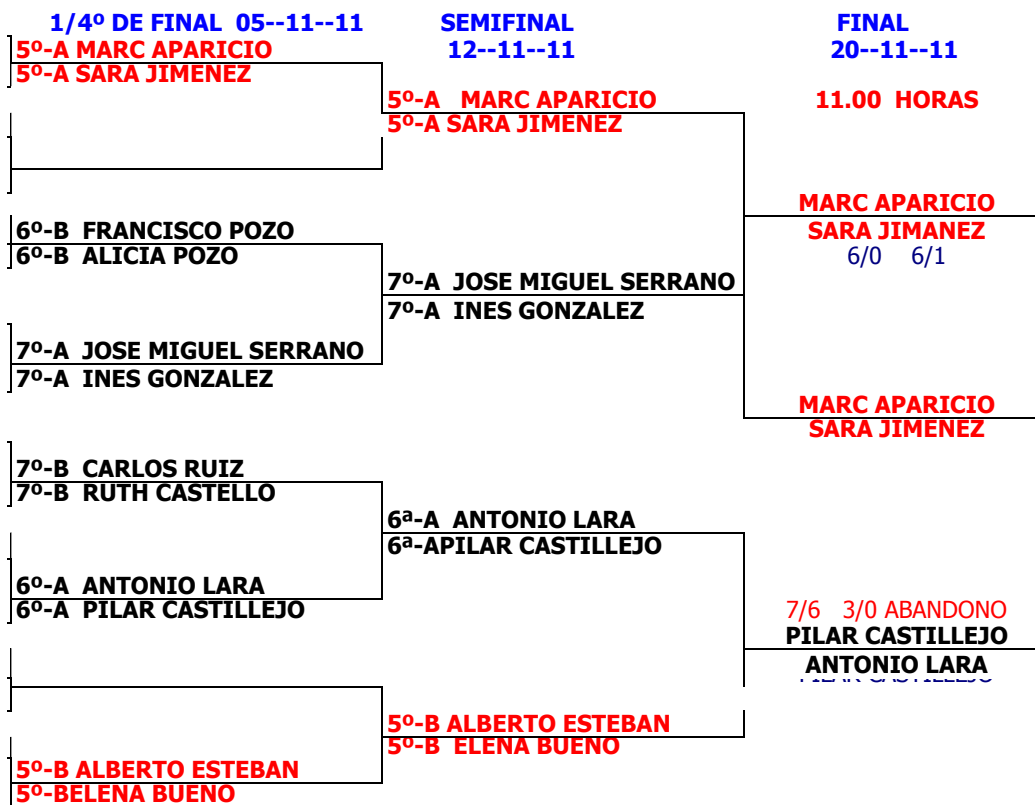 1/4º DE FINAL 05--11--11
5º-A MARC APARICIO
5º-A SARA JIMENEZ
6º-B FRANCISCO POZO
6º-B ALICIA POZO
7º-A JOSE MIGUEL SERRANO
7º-A INES GONZALEZ
7º-B CARLOS RUIZ
7º-B RUTH CASTELLO
6º-A ANTONIO LARA
6º-A PILAR CASTILLEJO
5º-B ALBERTO ESTEBAN
5º-BELENA BUENO
SEMIFINAL
12--11--11
5º-A MARC APARICIO
5º-A SARA JIMENEZ
7º-A JOSE MIGUEL SERRANO
7º-A INES GONZALEZ
6ª-A ANTONIO LARA
6ª-APILAR CASTILLEJO
5º-B ALBERTO ESTEBAN
5º-B ELENA BUENO
FINAL
20--11--11
11.00 HORAS
MARC APARICIO
SARA JIMANEZ
6/0 6/1
MARC APARICIO
SARA JIMENEZ
7/6 3/0 ABANDONO
PILAR CASTILLEJO
ANTONIO LARA